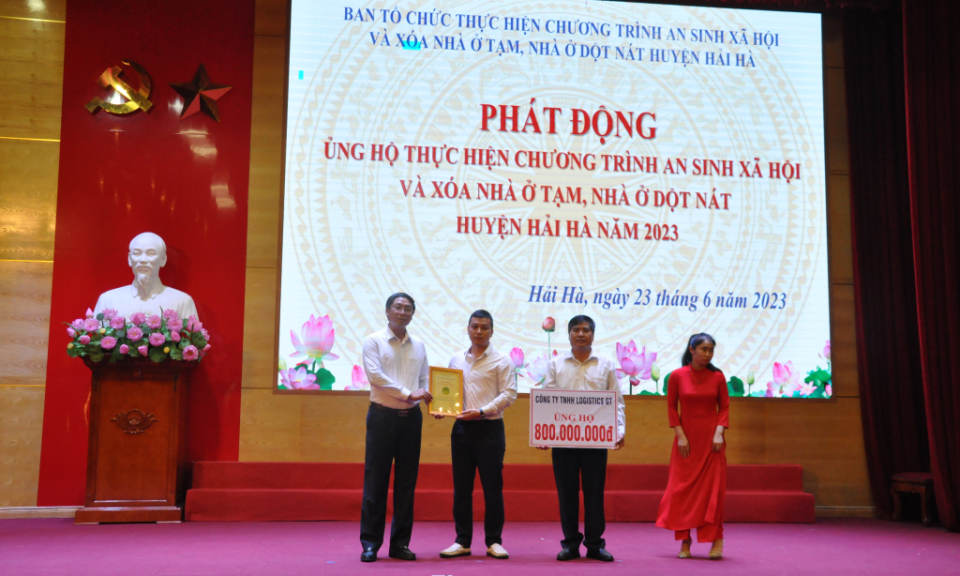 BAN TỔ CHỨC THỰC HIỆN CHƯƠNG TRÌNH AN SINH XÃ HỘI
VÀ XÓA NHÀ Ở TẠM, NHÀ Ở DỘT NÁT HUYỆN HẢI HÀ
PHÁT ĐỘNG
ỦNG HỘ THỰC HIỆN CHƯƠNG TRÌNH AN SINH XÃ HỘI
VÀ XÓA NHÀ Ở TẠM, NHÀ Ở DỘT NÁT
HUYỆN HẢI HÀ NĂM 2023
Hải Hà, ngày 23 tháng 6 năm 2023
CÔNG TY TNHH LOGISTICS ST
ỦNG HỘ
800.000.000đ